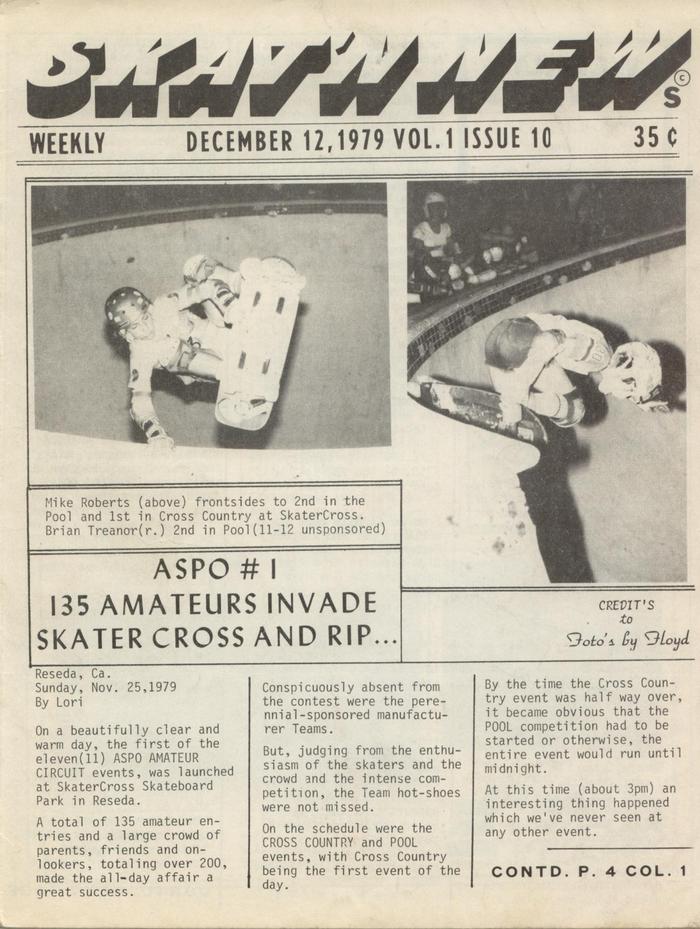 SKAT'N NEWS ©
WEEKLY DECEMBER 12,1979 VOL.1 ISSUE 10 35 ¢
Mike Roberts (above) frontsides to 2nd in the
Pool and 1st in Cross Country at SkaterCross.
Brian Treanor(r.) 2nd in Pool(11-12 unsponsored)
ASPO # 1
135 AMATEURS INVADE
SKATER CROSS AND RIP...
CREDIT'S
to
Foto's by Floyd
Reseda, Ca.
Sunday, Nov. 25,1979
By Lori
On a beautifully clear and
warm day, the first of the
eleven(11) ASPO AMATEUR
CIRCUIT events, was launched
at SkaterCross Skateboard
Park in Reseda.
A total of 135 amateur en-
tries and a large crowd of
parents, friends and on-
lookers, totaling over 200,
made the all-day affair a
great success.
Conspicuously absent from
the contest were the pere-
nnial-sponsored manufactu-
rer Teams.
But, judging from the enthu-
siasm of the skaters and the
crowd and the intense com-
petition, the Team hot-shoes
were not missed.
On the schedule were the
CROSS COUNTRY and POOL
events, with Cross Country
being the first event of the
day.
By the time the Cross Coun-
try event was half way over,
it became obvious that the
POOL competition had to be
started or otherwise, the
entire event would run until
midnight.
At this time (about 3pm) an
interesting thing happened
which we've never seen at
any other event.
CONTD. P. 4 COL. 1